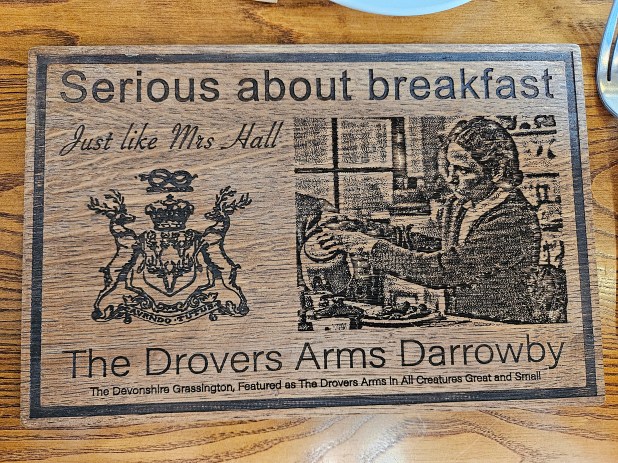 Serious about breakfast
Just like Mrs Hall
CAVENDO · TUTUS
The Drovers Arms Darrowby
The Devonshire Grassington, Featured as The Drovers Arms in All Creatures Great and Small